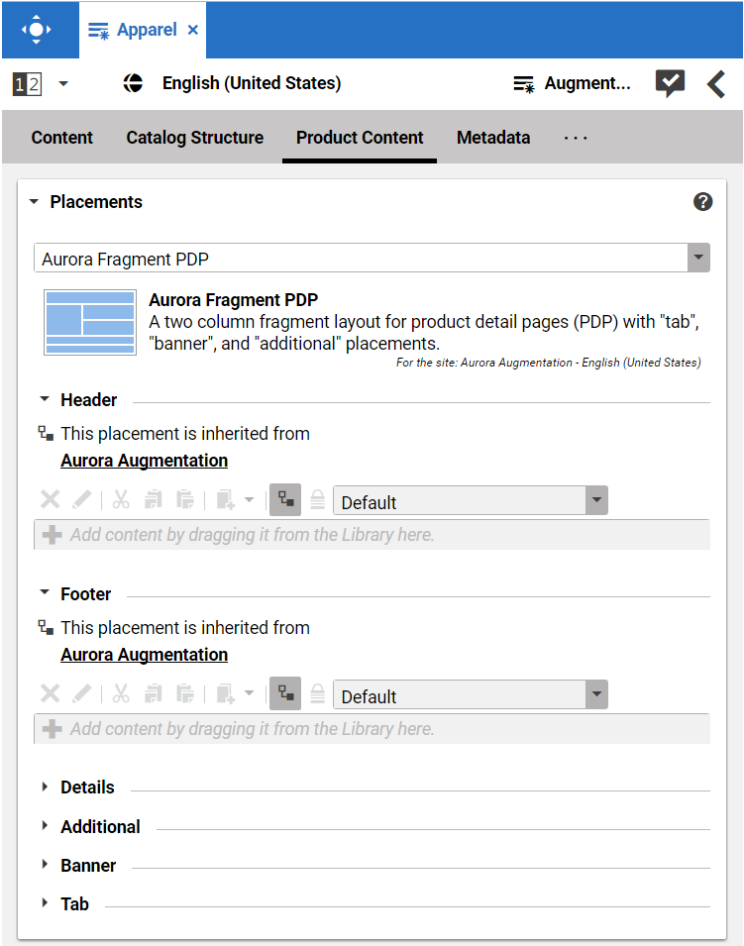 Apparel ×
12 English (United States) Augment...
Content Catalog Structure Product Content Metadata ···
Placements ?
Aurora Fragment PDP
Aurora Fragment PDP
A two column fragment layout for product detail pages (PDP) with "tab",
"banner", and "additional" placements.
For the site: Aurora Augmentation - English (United States)
Header
This placement is inherited from
Aurora Augmentation
Default
Add content by dragging it from the Library here.
Footer
This placement is inherited from
Aurora Augmentation
Default
Add content by dragging it from the Library here.
Details
Additional
Banner
Tab